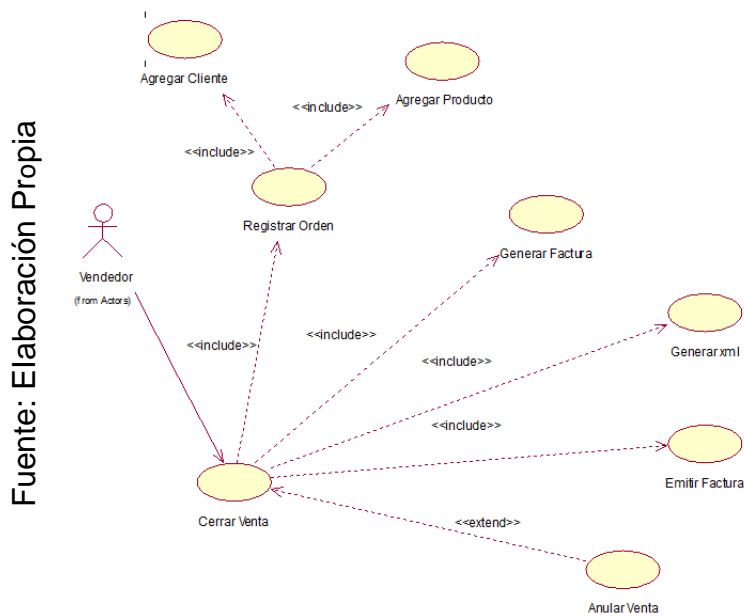 Fuente: Elaboración Propia
Agregar Cliente
Agregar Producto
<<include>>
<<include>>
Registrar Orden
Generar Factura
Vendedor
(from Actors)
<<include>>
<<include>>
<<include>>
Generar xml
<<include>>
Emitir Factura
Cerrar Venta
<<extend>>
Anular Venta